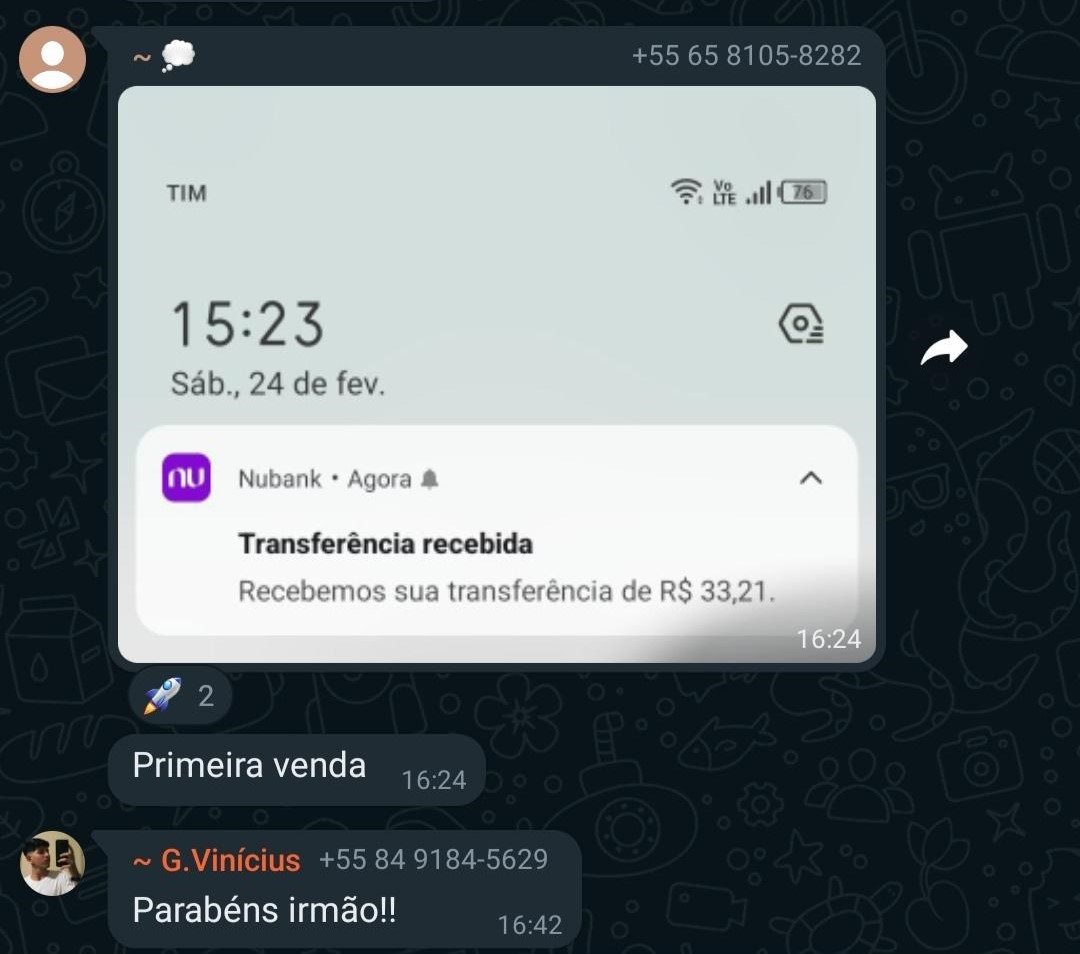 ~ 💭 +55 65 8105-8282
TIM Vo LTE 76
15:23
Sáb., 24 de fev.
nu Nubank • Agora
Transferência recebida
Recebemos sua transferência de R$ 33,21.
16:24
🚀 2
Primeira venda 16:24
~ G.Vinícius +55 84 9184-5629
Parabéns irmão!! 16:42